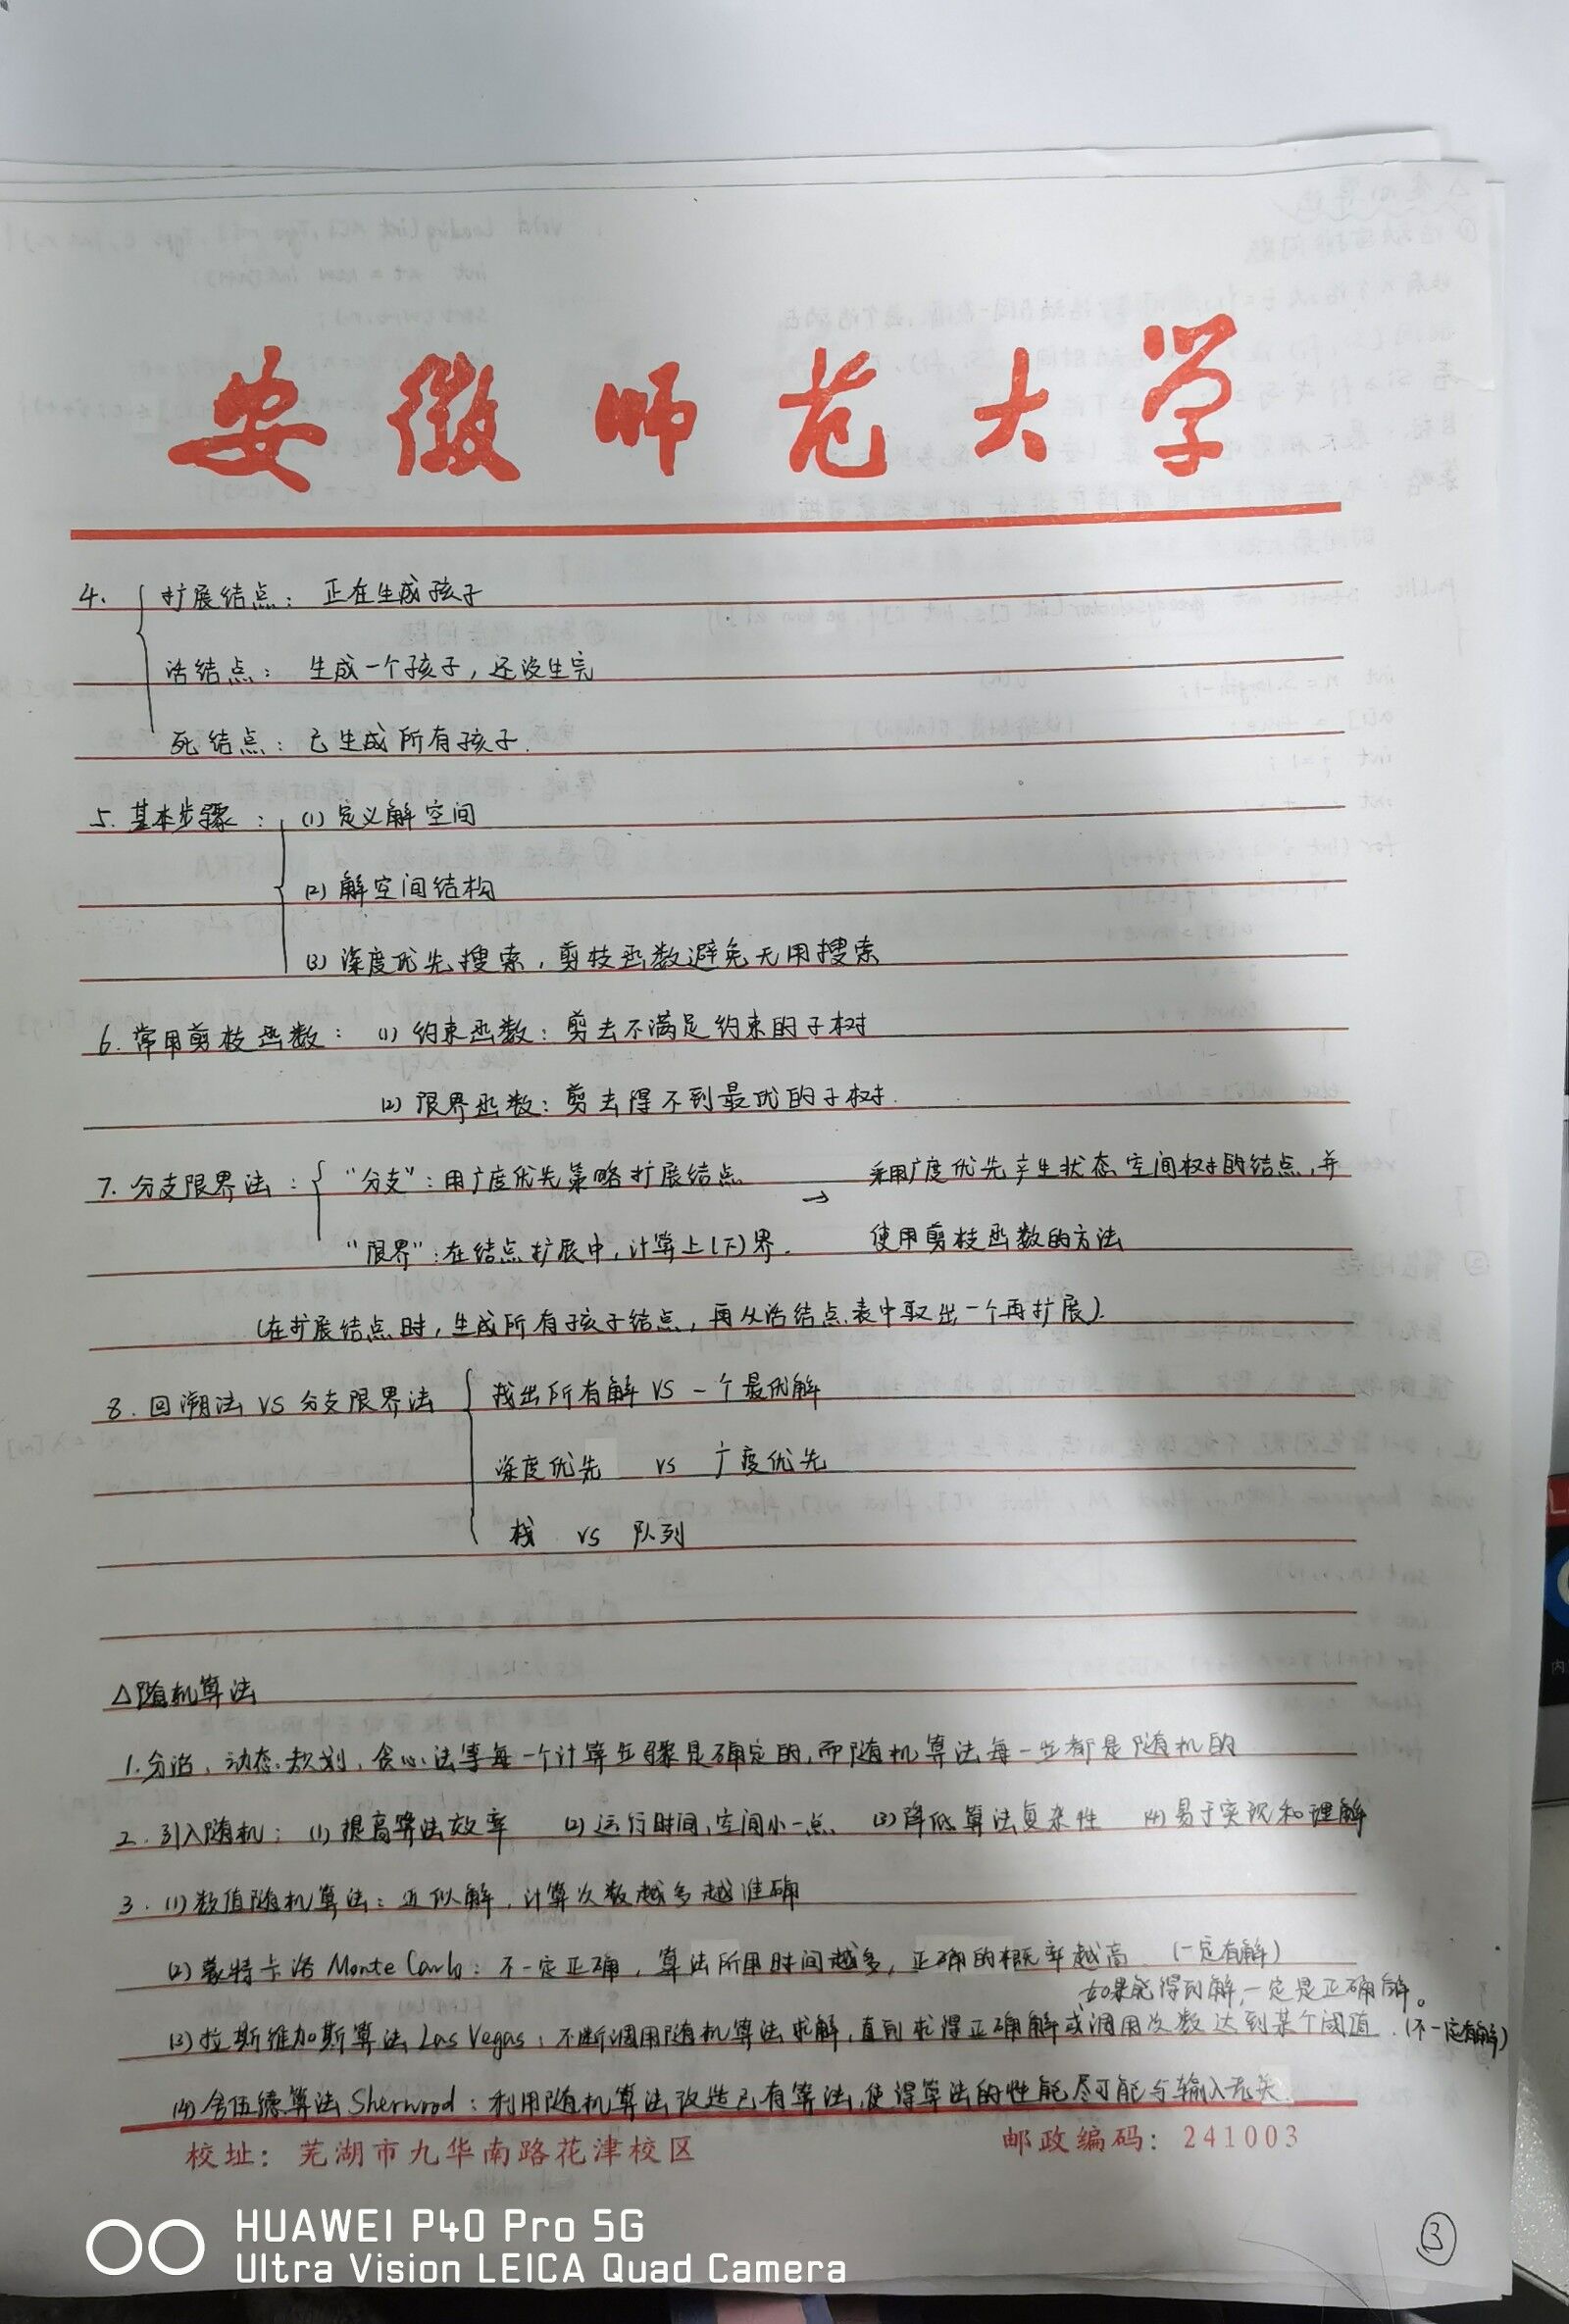 安徽师范大学
4. 扩展结点： 正在生成孩子
活结点： 生成一个孩子，还没生完
死结点： 已生成所有孩子.
5. 基本步骤： (1) 定义解空间
(2) 解空间结构
(3) 深度优先搜索，剪枝函数避免无用搜索
6. 常用剪枝函数： (1) 约束函数：剪去不满足约束的子树
(2) 限界函数：剪去得不到最优的子树.
7. 分支限界法： “分支”：用广度优先策略扩展结点 → 采用广度优先产生状态空间树的结点，并
“限界”：在结点扩展中，计算上(下)界. 使用剪枝函数的方法
(在扩展结点时，生成所有孩子结点，再从活结点表中取出一个再扩展).
8. 回溯法 VS 分支限界法 找出所有解 VS 一个最优解
深度优先 vs 广度优先
栈 vs 队列
△随机算法
1. 分治、动态规划、贪心法等每一个计算步骤是确定的，而随机算法每一步都是随机的
2. 引入随机： (1) 提高算法效率 (2) 运行时间、空间小一点 (3) 降低算法复杂性 (4) 易于实现和理解
3. (1) 数值随机算法：近似解，计算次数越多越准确
(2) 蒙特卡洛 Monte Carlo：不一定正确，算法所用时间越多，正确的概率越高 (一定有解)
如果能得到解，一定是正确解。
(3) 拉斯维加斯算法 Las Vegas：不断调用随机算法求解，直到求得正确解或调用次数达到某个阈值. (不一定有解)
(4) 舍伍德算法 Sherwood：利用随机算法改造已有算法，使得算法的性能尽可能与输入无关.
校址：芜湖市九华南路花津校区 邮政编码：241003
③
HUAWEI P40 Pro 5G
Ultra Vision LEICA Quad Camera